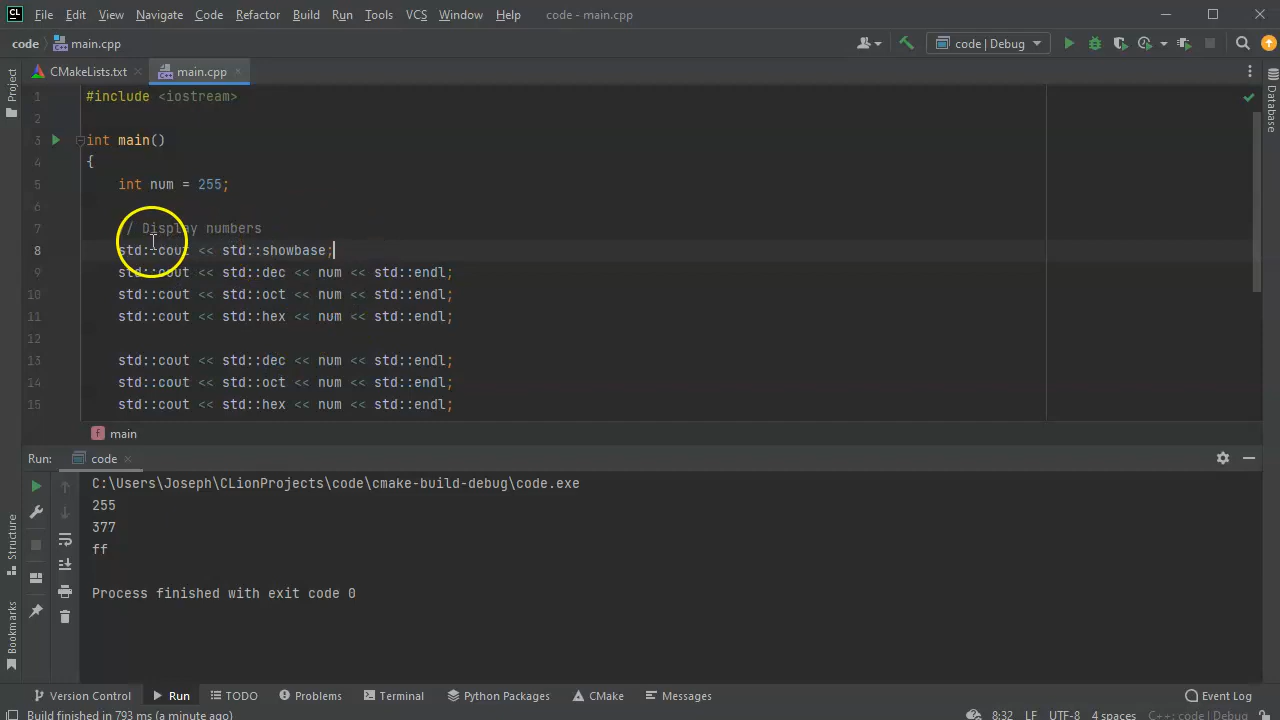 CL File Edit View Navigate Code Refactor Build Run Tools VCS Window Help code - main.cpp
code main.cpp code | Debug
CMakeLists.txt main.cpp
Project
Database
1 #include <iostream>
2
3 int main()
4 {
5 int num = 255;
6
7 / Display numbers
8 std::cout << std::showbase;
9 std::cout << std::dec << num << std::endl;
10 std::cout << std::oct << num << std::endl;
11 std::cout << std::hex << num << std::endl;
12
13 std::cout << std::dec << num << std::endl;
14 std::cout << std::oct << num << std::endl;
15 std::cout << std::hex << num << std::endl;
f main
Run: code
C:\Users\Joseph\CLionProjects\code\cmake-build-debug\code.exe
255
377
ff
Process finished with exit code 0
Structure
Bookmarks
Version Control Run TODO Problems Terminal Python Packages CMake Messages Event Log
Build finished in 793 ms (a minute ago) 8:32 LF UTF-8 4 spaces C++: code | Debug